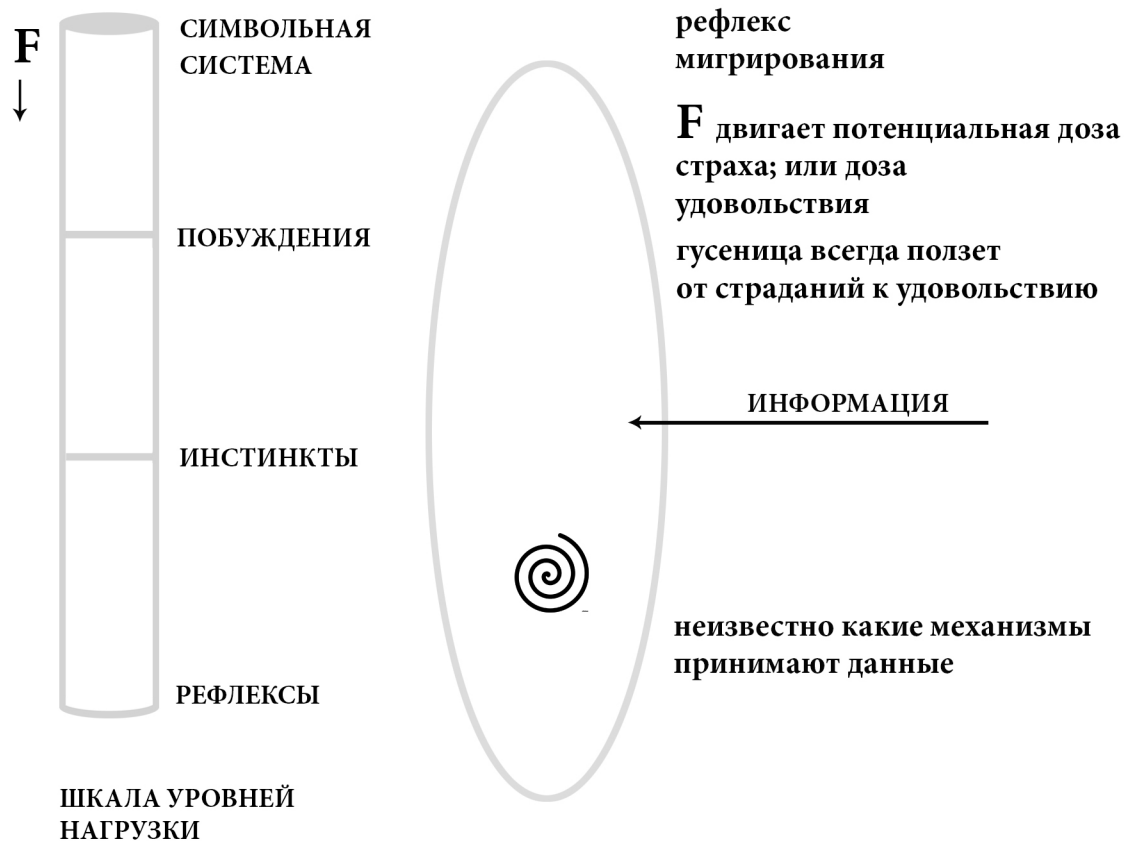 F
СИМВОЛЬНАЯ
СИСТЕМА
ПОБУЖДЕНИЯ
ИНСТИНКТЫ
РЕФЛЕКСЫ
ШКАЛА УРОВНЕЙ
НАГРУЗКИ
рефлекс
мигрирования
F двигает потенциальная доза
страха; или доза
удовольствия
гусеница всегда ползет
от страданий к удовольствию
ИНФОРМАЦИЯ
неизвестно какие механизмы
принимают данные